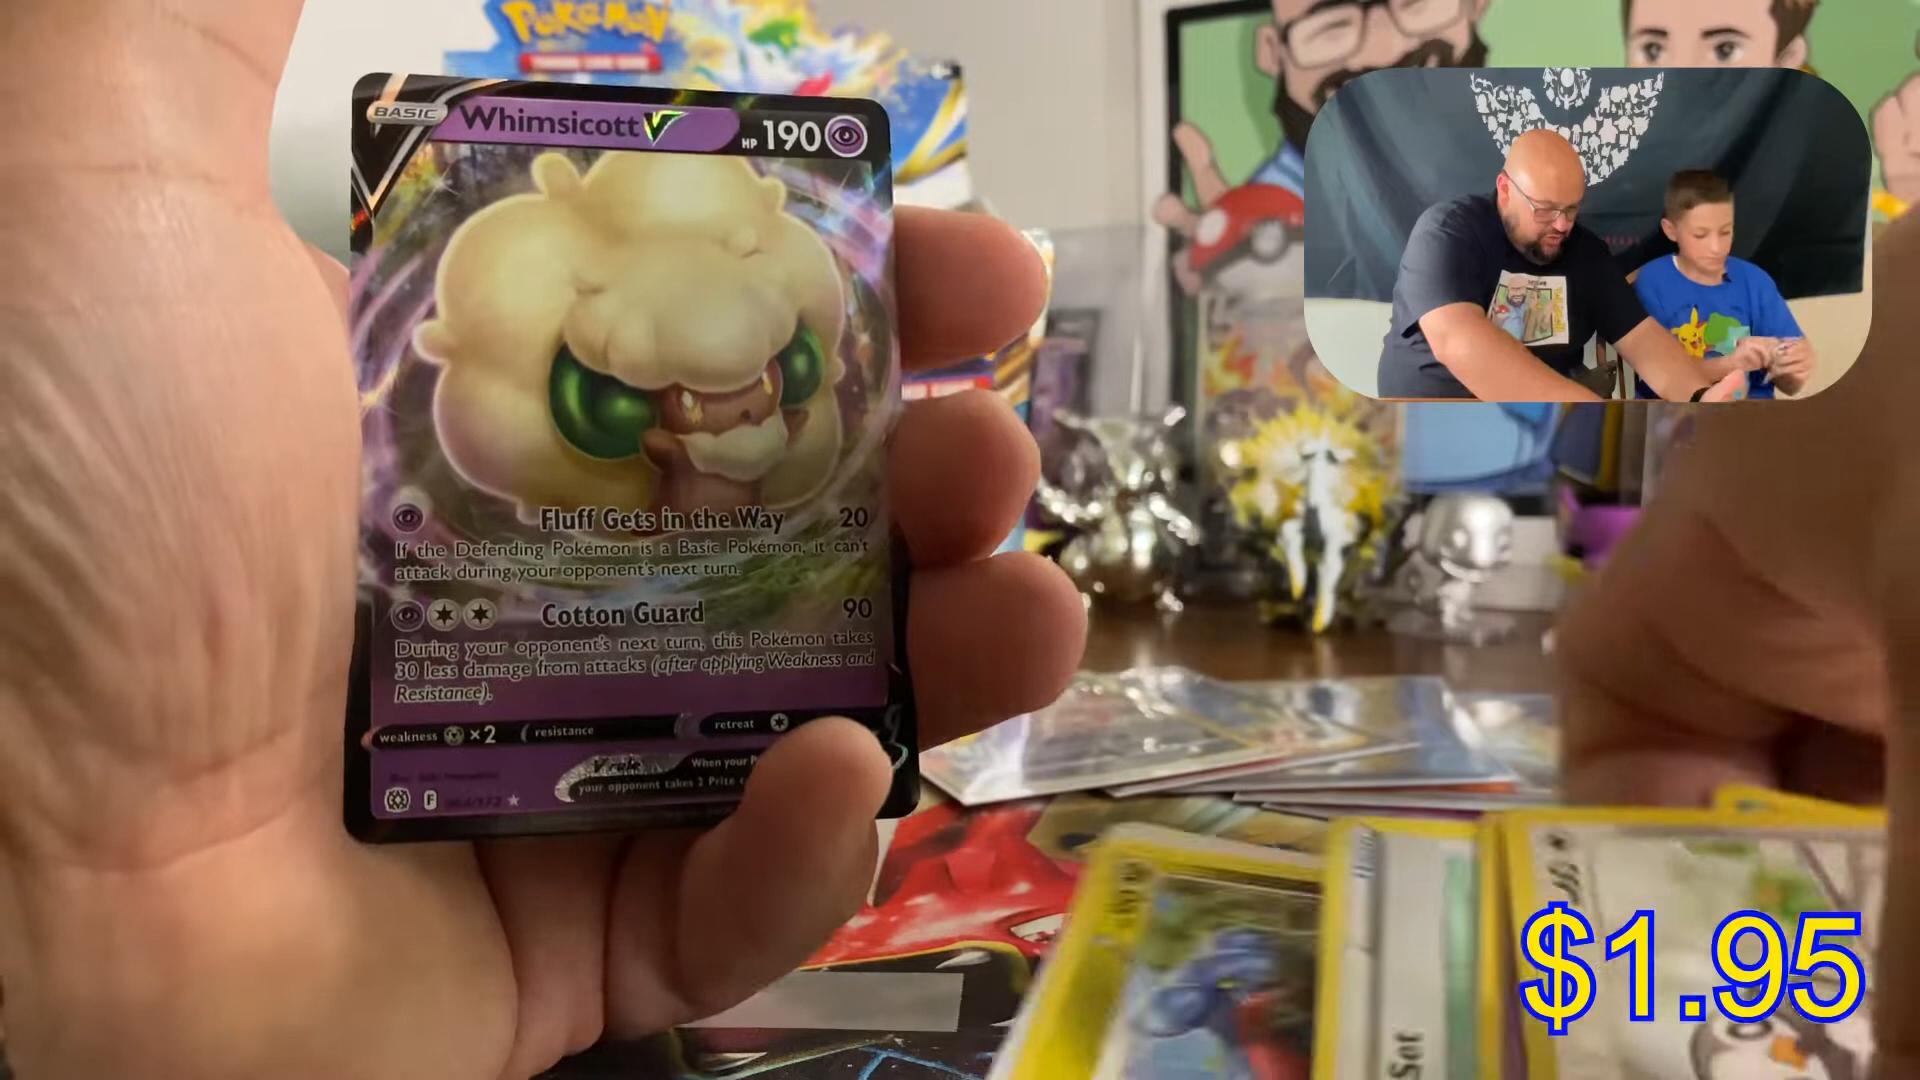 Pokémon
BASIC
Whimsicott V
HP 190
Fluff Gets in the Way 20
If the Defending Pokémon is a Basic Pokémon, it can't
attack during your opponent's next turn.
Cotton Guard 90
During your opponent's next turn, this Pokémon takes
30 less damage from attacks (after applying Weakness and
Resistance).
weakness ×2 resistance retreat
V rule When your
your opponent takes 2 Prize
F
$1.95